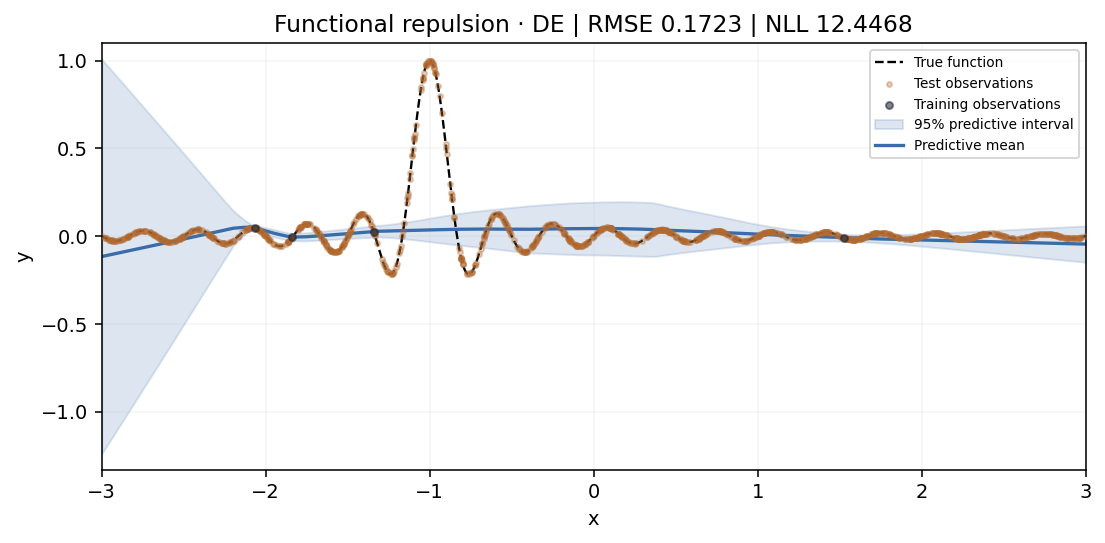 Functional repulsion · DE | RMSE 0.1723 | NLL 12.4468
True function
Test observations
Training observations
95% predictive interval
Predictive mean
1.0
0.5
0.0
−0.5
−1.0
y
−3 −2 −1 0 1 2 3
x